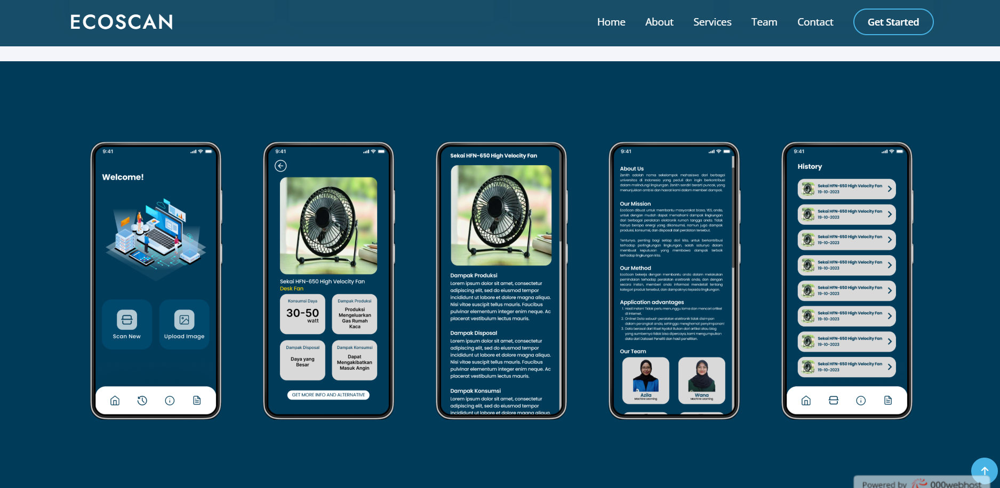 ECOSCAN
Home About Services Team Contact Get Started
9:41
Welcome!
Scan New
Upload Image
9:41
Sekai HFN-650 High Velocity Fan
Desk Fan
Konsumsi Daya
30-50
watt
Dampak Produksi
Produksi
Mengeluarkan
Gas Rumah
Kaca
Dampak Disposal
Daya yang
Besar
Dampak Konsumsi
Dapat
Mengakibatkan
Masuk Angin
GET MORE INFO AND ALTERNATIVE
Sekai HFN-650 High Velocity Fan
Dampak Produksi
Lorem ipsum dolor sit amet, consectetur
adipiscing elit, sed do eiusmod tempor
incididunt ut labore et dolore magna aliqua.
Nisi vitae suscipit tellus mauris. Faucibus
pulvinar elementum integer enim neque. Ac
placerat vestibulum lectus mauris.
Dampak Disposal
Lorem ipsum dolor sit amet, consectetur
adipiscing elit, sed do eiusmod tempor
incididunt ut labore et dolore magna aliqua.
Nisi vitae suscipit tellus mauris. Faucibus
pulvinar elementum integer enim neque. Ac
placerat vestibulum lectus mauris.
Dampak Konsumsi
Lorem ipsum dolor sit amet, consectetur
adipiscing elit, sed do eiusmod tempor
incididunt ut labore et dolore magna aliqua.
9:41
About Us
Zenith adalah nama sekelompok mahasiswa dari berbagai
universitas di Indonesia yang peduli dan ingin berkontribusi
dalam melindungi lingkungan. Zenith sendiri berarti puncak, yang
menunjukkan ambisi dan hasrat kami dalam memberi dampak.
Our Mission
EcoScan dibuat untuk membantu masyarakat biasa, YES, anda,
untuk dengan mudah dapat memahami dampak lingkungan
dari berbagai peralatan elektronik rumah tangga anda. Tidak
hanya berapa energi yang dikonsumsi, namun juga dampak
produksi, konsumsi, dan disposal dari peralatan tersebut.
Tentunya, penting bagi setiap dari kita, untuk berkontribusi
terhadap perlingkungan lingkungan, salah satunya dalam
membuat keputusan yang membawa dampak terbaik
terhadap lingkungan kita.
Our Method
EcoScan bekerja dengan membantu anda dalam melakukan
pemindaian terhadap peralatan elektronik anda, dan dengan
secara instan, memberi anda informasi mendetail tentang
kategori produk tersebut, dan dampaknya kepada lingkungan.
Application advantages
1. Hasil instan! Tidak perlu menunggu lama dan mencari artikel
di internet.
2. Online! Data sebuah peralatan elektronik tidak disimpan
dalam perangkat anda, sehingga menghemat penyimpanan!
3. Data berasal dari Riset Nyata! Bukan dari artikel atau blog
yang sumbernya tidak bisa dipercaya, kami mengumpulkan
data dari Dataset Peneliti dan hasil penelitian.
Our Team
Azila
Machine Learning
Wana
Machine Learning
9:41
History
Sekai HFN-650 High Velocity Fan
19-10-2023
Sekai HFN-650 High Velocity Fan
19-10-2023
Sekai HFN-650 High Velocity Fan
19-10-2023
Sekai HFN-650 High Velocity Fan
19-10-2023
Sekai HFN-650 High Velocity Fan
19-10-2023
Sekai HFN-650 High Velocity Fan
19-10-2023
Sekai HFN-650 High Velocity Fan
19-10-2023
Sekai HFN-650 High Velocity Fan
19-10-2023
Powered by 000webhost